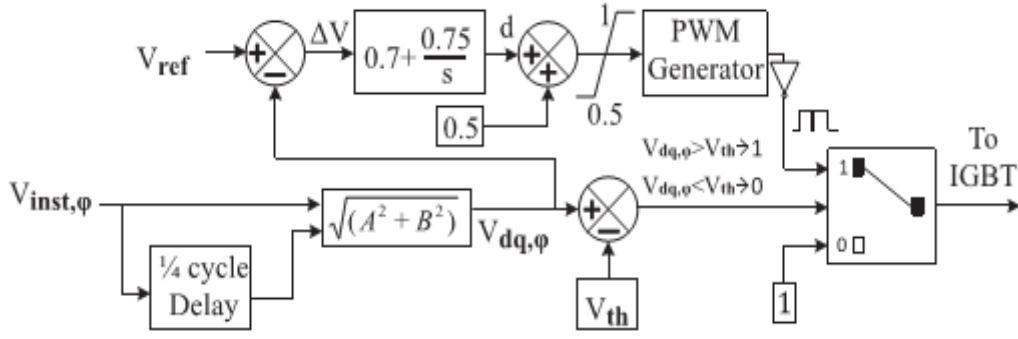 V_ref
+
−
ΔV
0.7+ 0.75/s
d
+
+
0.5
1
0.5
PWM
Generator
V_dq,φ>V_th→1
V_dq,φ<V_th→0
To
IGBT
1
0
1
V_inst,φ
¼ cycle
Delay
√(A² + B²)
V_dq,φ
+
−
V_th